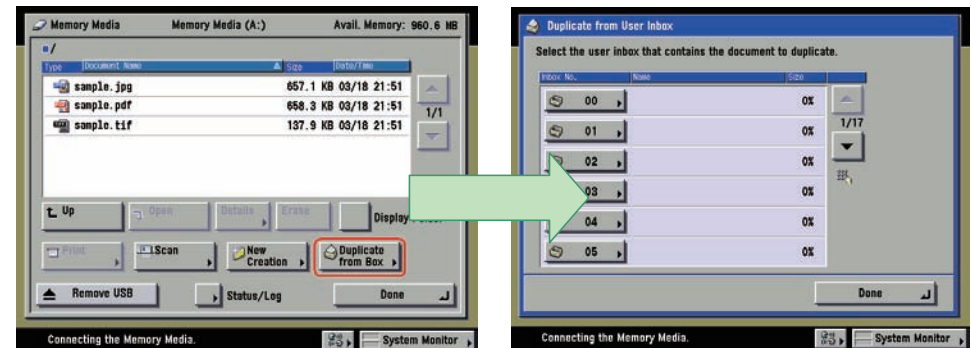 Memory Media Memory Media (A:) Avail. Memory: 960.6 MB
/
Type Document Name Size Date/Time
sample.jpg 657.1 KB 03/18 21:51
sample.pdf 658.3 KB 03/18 21:51
sample.tif 137.9 KB 03/18 21:51
1/1
Up Open Details Erase Display
Print Scan New Creation Duplicate from Box
Remove USB Status/Log Done
Connecting the Memory Media. System Monitor
Duplicate from User Inbox
Select the user inbox that contains the document to duplicate.
Inbox No. Name Size
00 0%
01 0%
02 0%
03 0%
04 0%
05 0%
1/17
Done
Connecting the Memory Media. System Monitor